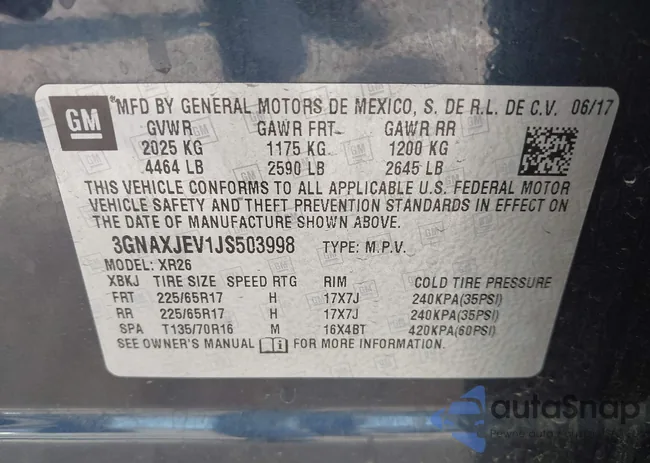 GM
MFD BY GENERAL MOTORS DE MEXICO, S. DE R.L. DE C.V. 06/17
GVWR GAWR FRT GAWR RR
2025 KG 1175 KG 1200 KG
4464 LB 2590 LB 2645 LB
THIS VEHICLE CONFORMS TO ALL APPLICABLE U.S. FEDERAL MOTOR
VEHICLE SAFETY AND THEFT PREVENTION STANDARDS IN EFFECT ON
THE DATE OF MANUFACTURE SHOWN ABOVE.
3GNAXJEV1JS503998 TYPE: M.P.V.
MODEL: XR26
XBKJ TIRE SIZE SPEED RTG RIM COLD TIRE PRESSURE
FRT 225/65R17 H 17X7J 240KPA(35PSI)
RR 225/65R17 H 17X7J 240KPA(35PSI)
SPA T135/70R16 M 16X4BT 420KPA(60PSI)
SEE OWNER'S MANUAL FOR MORE INFORMATION.
autaSnap
Pewne auta